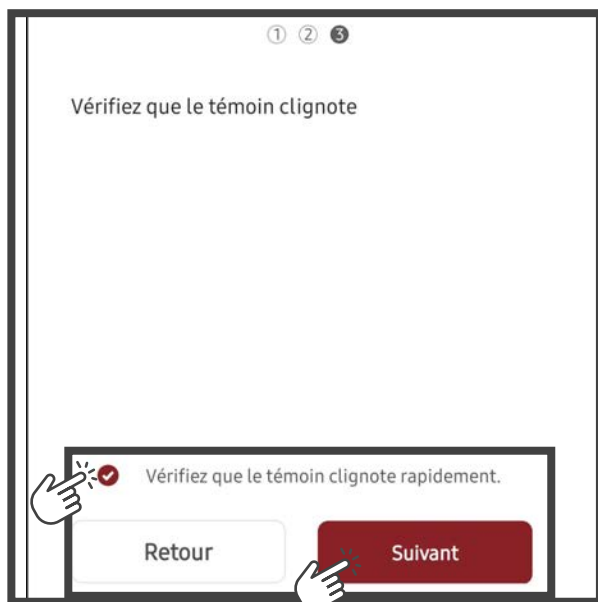 ① ② ❸
Vérifiez que le témoin clignote
Vérifiez que le témoin clignote rapidement.
Retour
Suivant